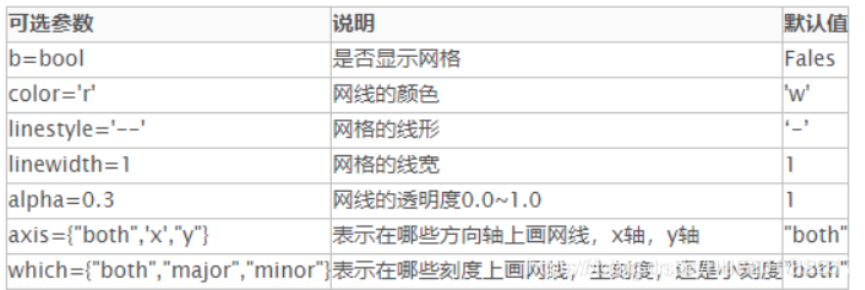 可选参数 说明 默认值
b=bool 是否显示网格 Fales
color='r' 网线的颜色 'w'
linestyle='--' 网格的线形 ‘-’
linewidth=1 网格的线宽 1
alpha=0.3 网线的透明度0.0~1.0 1
axis={"both",'x',"y"} 表示在哪些方向轴上画网线，x轴，y轴 "both"
which={"both","major","minor"} 表示在哪些刻度上画网线，主刻度，还是小刻度 "both"